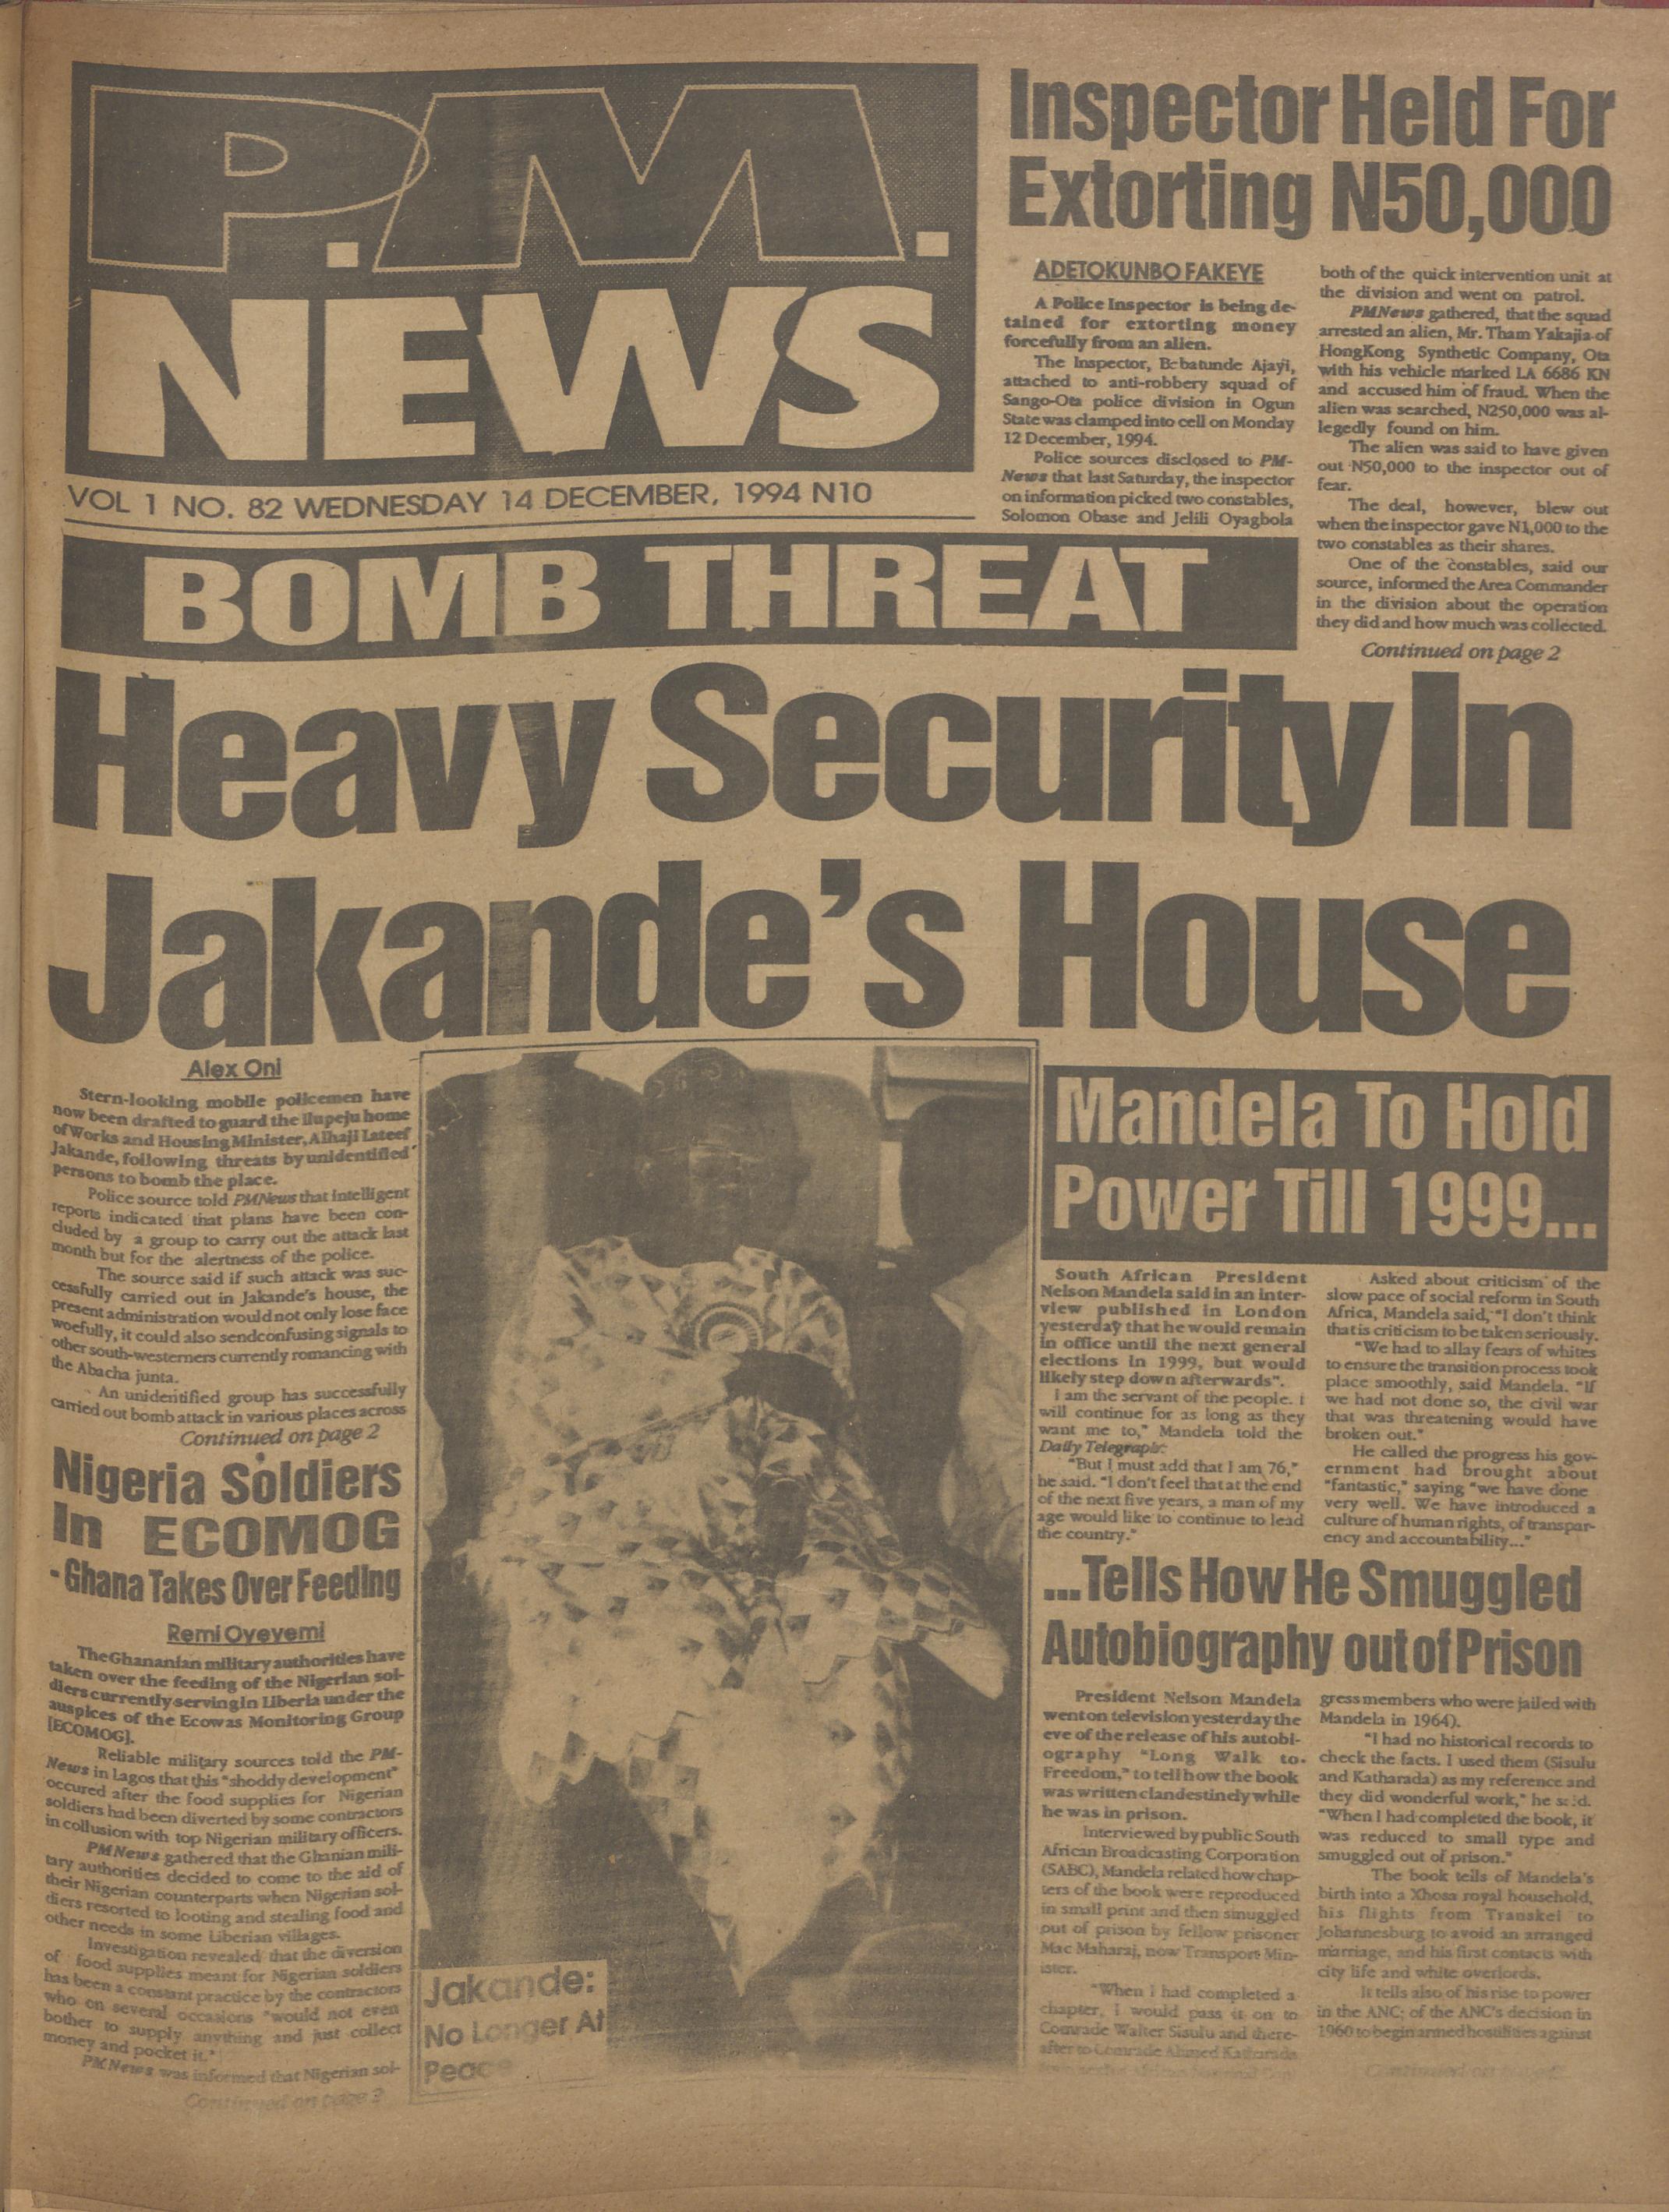 P.M.
NEWS
VOL 1 NO. 82 WEDNESDAY 14 DECEMBER, 1994 N10
Inspector Held For
Extorting N50,000
ADETOKUNBO FAKEYE
A Police Inspector is being de-
tained for extorting money
forcefully from an alien.
The Inspector, Babatunde Ajayi,
attached to anti-robbery squad of
Sango-Ota police division in Ogun
State was clamped into cell on Monday
12 December, 1994.
Police sources disclosed to PM-
News that last Saturday, the inspector
on information picked two constables,
Solomon Obase and Jelili Oyagbola
both of the quick intervention unit at
the division and went on patrol.
PMNews gathered, that the squad
arrested an alien, Mr. Tham Yakajia of
HongKong Synthetic Company, Ota
with his vehicle marked LA 6686 KN
and accused him of fraud. When the
alien was searched, N250,000 was al-
legedly found on him.
The alien was said to have given
out N50,000 to the inspector out of
fear.
The deal, however, blew out
when the inspector gave N1,000 to the
two constables as their shares.
One of the constables, said our
source, informed the Area Commander
in the division about the operation
they did and how much was collected.
Continued on page 2
BOMB THREAT
Heavy Security In
Jakande's House
Alex Oni
Stern-looking mobile policemen have
now been drafted to guard the Ilupeju home
of Works and Housing Minister, Alhaji Lateef
Jakande, following threats by unidentified
persons to bomb the place.
Police source told PMNews that intelligent
reports indicated that plans have been con-
cluded by a group to carry out the attack last
month but for the alertness of the police.
The source said if such attack was suc-
cessfully carried out in Jakande's house, the
present administration would not only lose face
woefully, it could also sendconfusing signals to
other south-westerners currently romancing with
the Abacha junta.
An unidentified group has successfully
carried out bomb attack in various places across
Continued on page 2
Nigeria Soldiers
In ECOMOG
- Ghana Takes Over Feeding
Remi Oyeyemi
The Ghananian military authorities have
taken over the feeding of the Nigerian sol-
diers currently serving in Liberia under the
auspices of the Ecowas Monitoring Group
[ECOMOG].
Reliable military sources told the PM-
News in Lagos that this "shoddy development"
occured after the food supplies for Nigerian
soldiers had been diverted by some contractors
in collusion with top Nigerian military officers.
PMNews gathered that the Ghanian mili-
tary authorities decided to come to the aid of
their Nigerian counterparts when Nigerian sol-
diers resorted to looting and stealing food and
other needs in some Liberian villages.
Investigation revealed that the diversion
of food supplies meant for Nigerian soldiers
has been a constant practice by the contractors
who on several occasions "would not even
bother to supply anything and just collect
money and pocket it."
PMNews was informed that Nigerian sol-
Continued on page 3
Jakande:
No Longer At
Peace
Mandela To Hold
Power Till 1999...
South African President
Nelson Mandela said in an inter-
view published in London
yesterday that he would remain
in office until the next general
elections in 1999, but would
likely step down afterwards".
I am the servant of the people. I
will continue for as long as they
want me to," Mandela told the
Daily Telegraph.
"But I must add that I am 76,"
he said. "I don't feel that at the end
of the next five years, a man of my
age would like to continue to lead
the country."
Asked about criticism of the
slow pace of social reform in South
Africa, Mandela said, "I don't think
that is criticism to be taken seriously.
"We had to allay fears of whites
to ensure the transition process took
place smoothly, said Mandela. "If
we had not done so, the civil war
that was threatening would have
broken out."
He called the progress his gov-
ernment had brought about
"fantastic," saying "we have done
very well. We have introduced a
culture of human rights, of transpar-
ency and accountability..."
...Tells How He Smuggled
Autobiography out of Prison
President Nelson Mandela
went on television yesterday the
eve of the release of his autobi-
ography "Long Walk to
Freedom," to tell how the book
was written clandestinely while
he was in prison.
Interviewed by public South
African Broadcasting Corporation
(SABC), Mandela related how chap-
ters of the book were reproduced
in small print and then smuggled
out of prison by fellow prisoner
Mac Maharaj, now Transport Min-
ister.
"When I had completed a
chapter, I would pass it on to
Comrade Walter Sisulu and there-
after to Comrade Ahmed Katharada
gress members who were jailed with
Mandela in 1964).
"I had no historical records to
check the facts. I used them (Sisulu
and Katharada) as my reference and
they did wonderful work," he said.
"When I had completed the book, it
was reduced to small type and
smuggled out of prison."
The book tells of Mandela's
birth into a Xhosa royal household,
his flights from Transkei to
Johannesburg to avoid an arranged
marriage, and his first contacts with
city life and white overlords.
It tells also of his rise to power
in the ANC; of the ANC's decision in
1960 to begin armed hostilities against
Continued on page